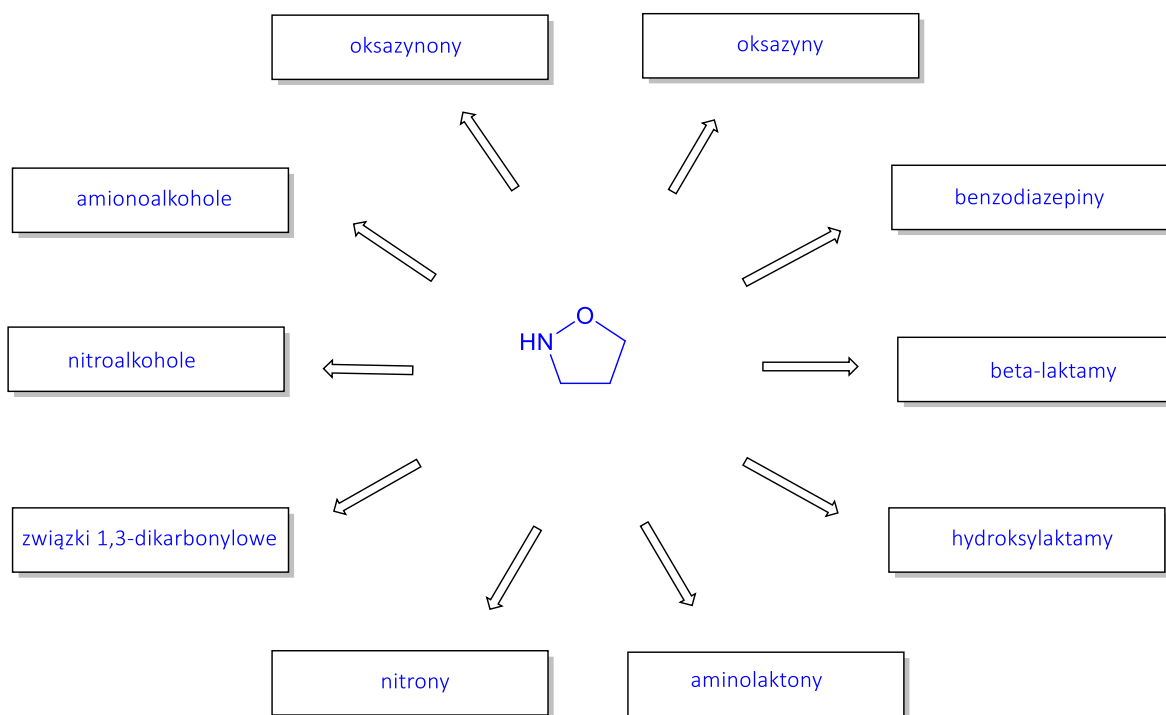 oksazynony
oksazyny
amionoalkohole
benzodiazepiny
O
HN
nitroalkohole
beta-laktamy
związki 1,3-dikarbonylowe
hydroksylaktamy
nitrony
aminolaktony